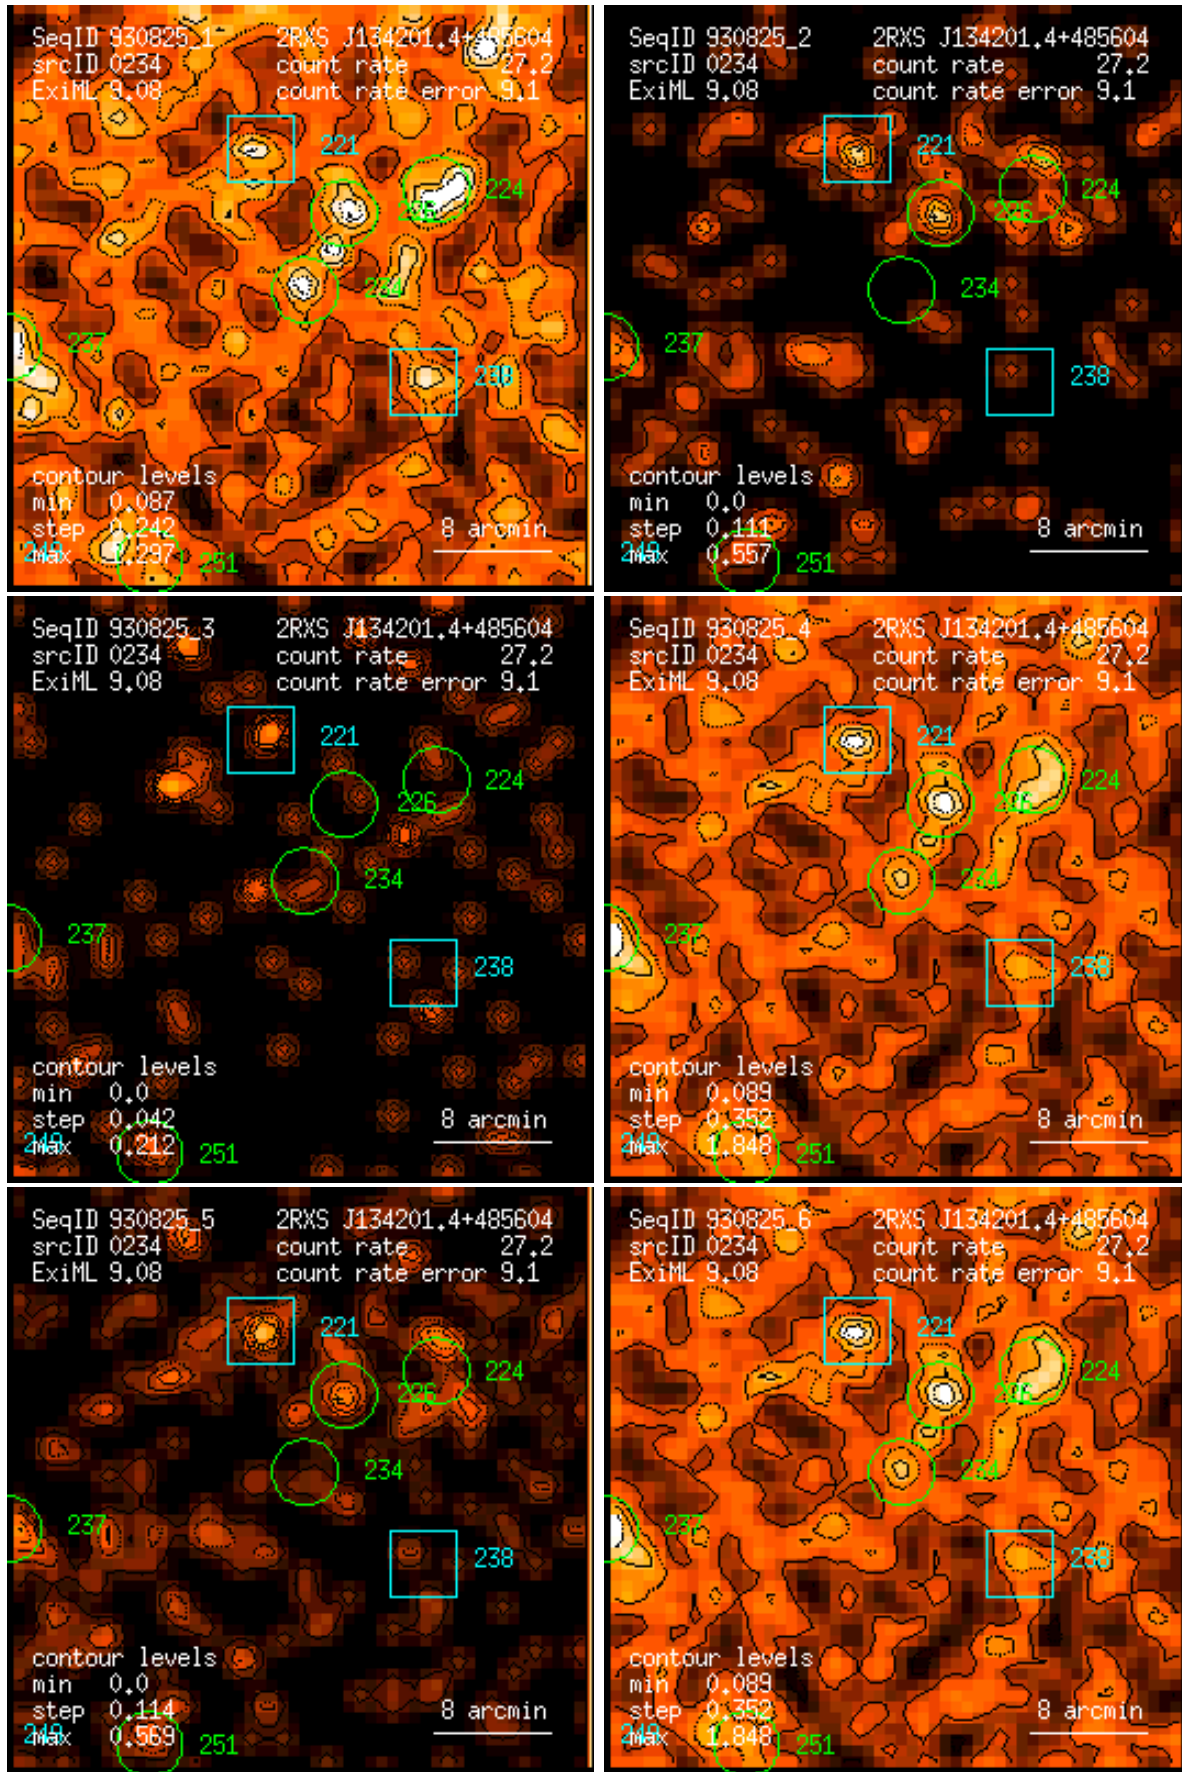 SeqID 930825_1 2RXS J134201.4+485604
srcID 0234 count rate 27.2
ExiML 9.08 count rate error 9.1
221
224
226
234
237
238
contour levels
min 0.087
step 0.242
max 1.297
8 arcmin
249
251
SeqID 930825_2 2RXS J134201.4+485604
srcID 0234 count rate 27.2
ExiML 9.08 count rate error 9.1
221
224
226
234
237
238
contour levels
min 0.0
step 0.111
max 0.557
8 arcmin
249
251
SeqID 930825_3 2RXS J134201.4+485604
srcID 0234 count rate 27.2
ExiML 9.08 count rate error 9.1
221
224
226
234
237
238
contour levels
min 0.0
step 0.042
max 0.212
8 arcmin
249
251
SeqID 930825_4 2RXS J134201.4+485604
srcID 0234 count rate 27.2
ExiML 9.08 count rate error 9.1
221
224
226
234
237
238
contour levels
min 0.089
step 0.352
max 1.848
8 arcmin
249
251
SeqID 930825_5 2RXS J134201.4+485604
srcID 0234 count rate 27.2
ExiML 9.08 count rate error 9.1
221
224
226
234
237
238
contour levels
min 0.0
step 0.114
max 0.569
8 arcmin
249
251
SeqID 930825_6 2RXS J134201.4+485604
srcID 0234 count rate 27.2
ExiML 9.08 count rate error 9.1
221
224
226
234
237
238
contour levels
min 0.089
step 0.352
max 1.848
8 arcmin
249
251